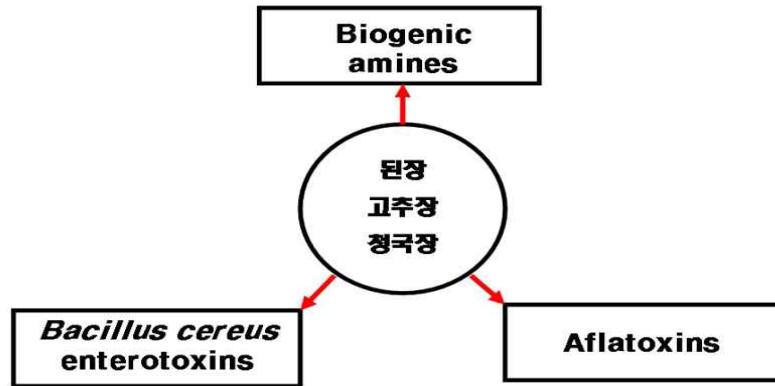 Biogenic
amines
된장
고추장
청국장
Bacillus cereus
enterotoxins
Aflatoxins